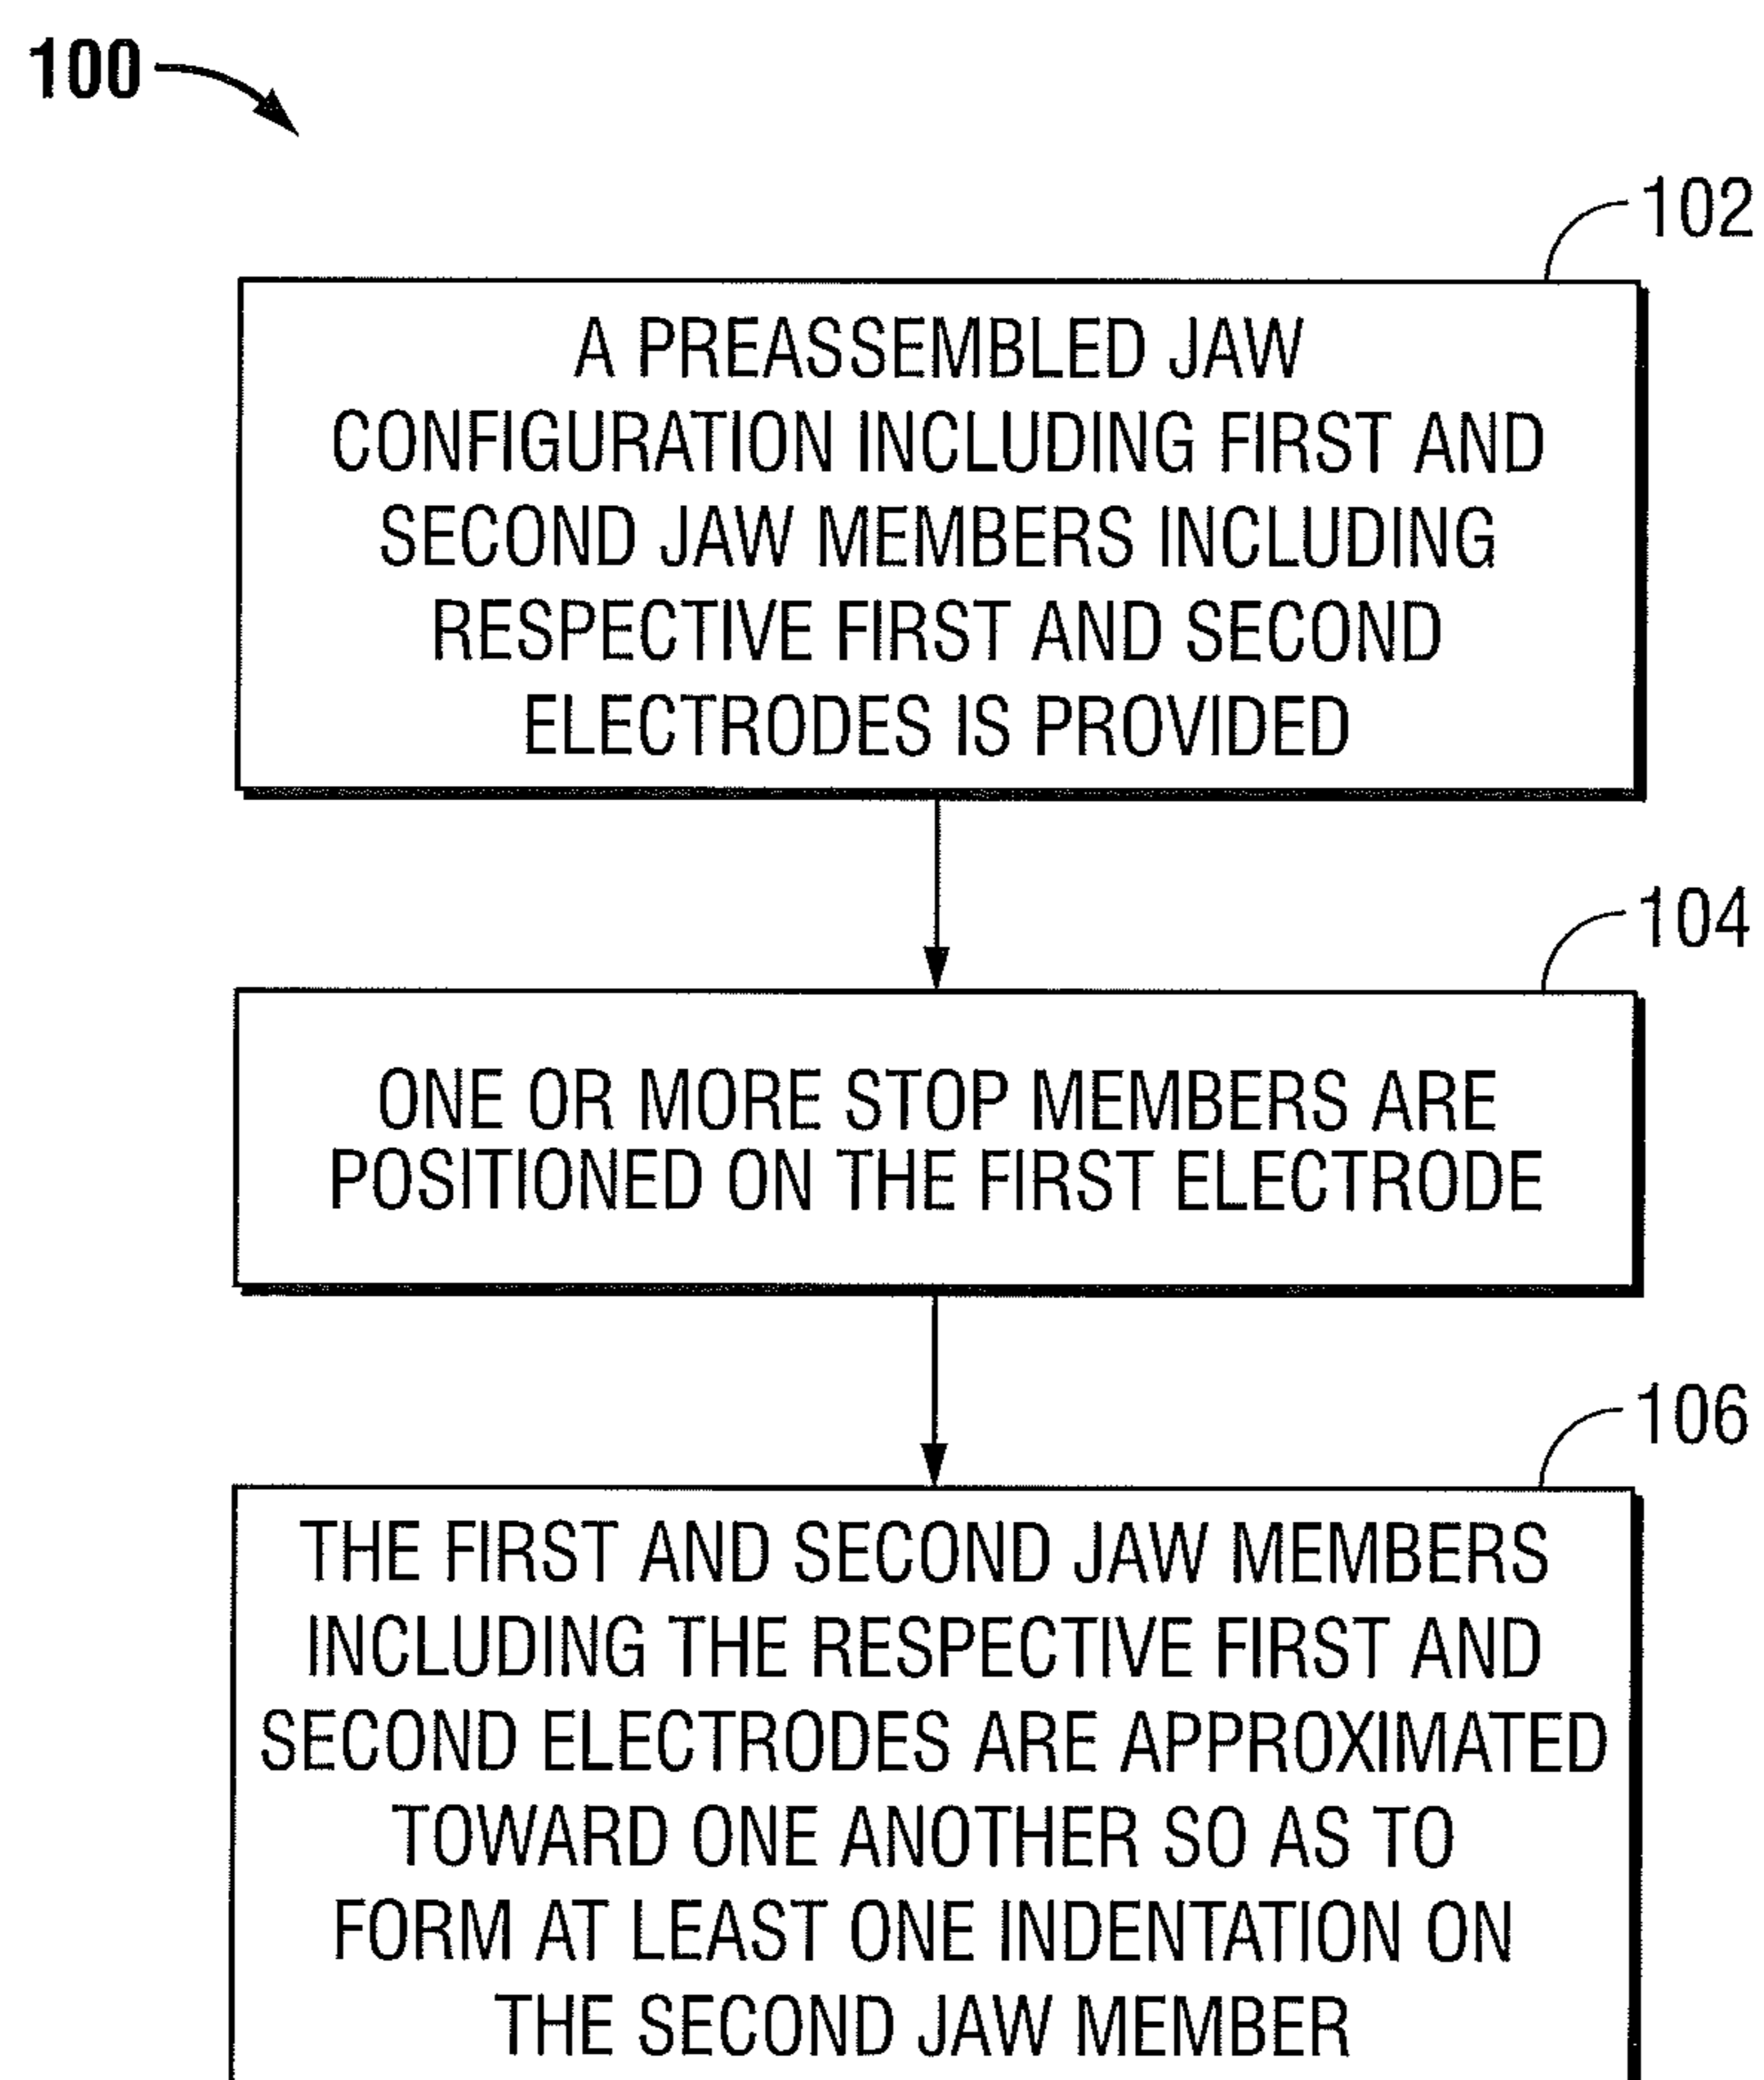 100
102
A PREASSEMBLED JAW
CONFIGURATION INCLUDING FIRST AND
SECOND JAW MEMBERS INCLUDING
RESPECTIVE FIRST AND SECOND
ELECTRODES IS PROVIDED
104
ONE OR MORE STOP MEMBERS ARE
POSITIONED ON THE FIRST ELECTRODE
106
THE FIRST AND SECOND JAW MEMBERS
INCLUDING THE RESPECTIVE FIRST AND
SECOND ELECTRODES ARE APPROXIMATED
TOWARD ONE ANOTHER SO AS TO
FORM AT LEAST ONE INDENTATION ON
THE SECOND JAW MEMBER